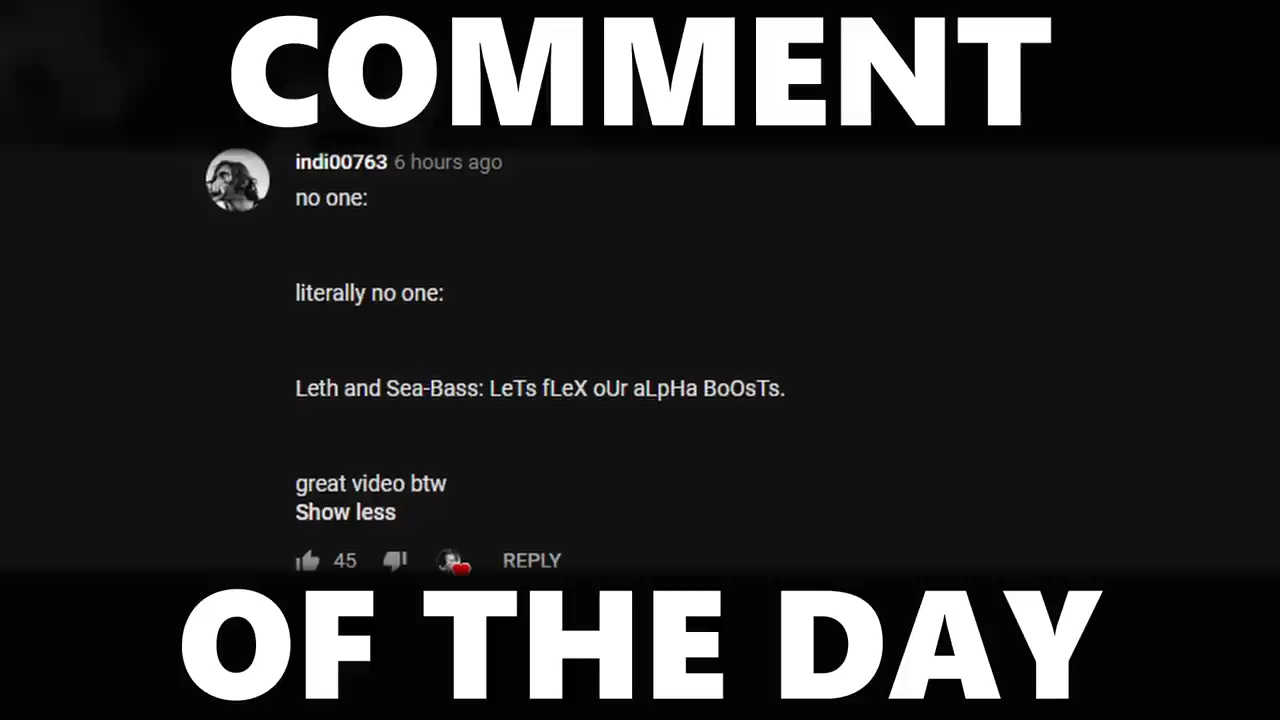 COMMENT
indi00763 6 hours ago
no one:
literally no one:
Leth and Sea-Bass: LeTs fLeX oUr aLpHa BoOsTs.
great video btw
Show less
45 REPLY
OF THE DAY